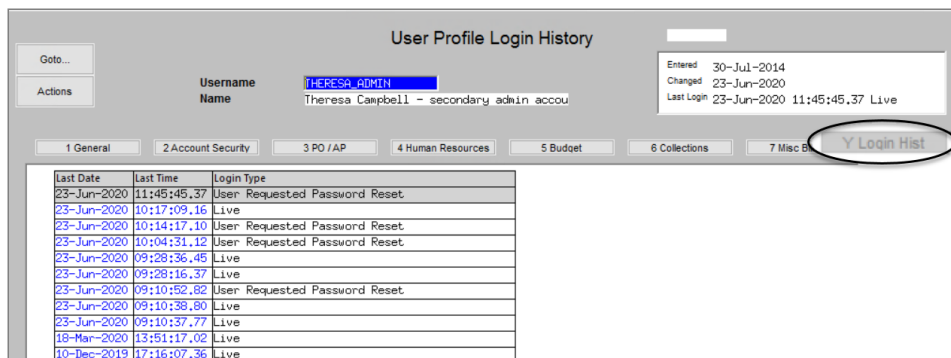 User Profile Login History
Goto...
Actions
Username THERESA_ADMIN
Name Theresa Campbell - secondary admin accou
Entered 30-Jul-2014
Changed 23-Jun-2020
Last Login 23-Jun-2020 11:45:45.37 Live
1 General 2 Account Security 3 PO / AP 4 Human Resources 5 Budget 6 Collections 7 Misc Y Login Hist
Last Date Last Time Login Type
23-Jun-2020 11:45:45.37 User Requested Password Reset
23-Jun-2020 10:17:09.16 Live
23-Jun-2020 10:14:17.10 User Requested Password Reset
23-Jun-2020 10:04:31.12 User Requested Password Reset
23-Jun-2020 09:28:36.45 Live
23-Jun-2020 09:28:16.37 Live
23-Jun-2020 09:10:52.82 User Requested Password Reset
23-Jun-2020 09:10:38.80 Live
23-Jun-2020 09:10:37.77 Live
18-Mar-2020 13:51:17.02 Live
10-Dec-2019 17:16:07.36 Live